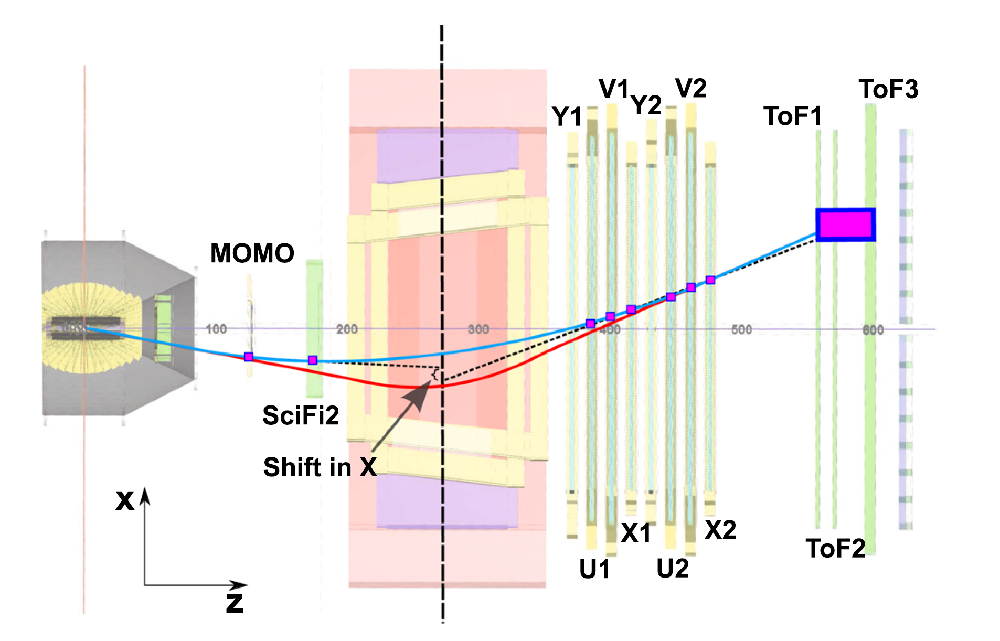 V1
V2
ToF3
Y1
Y2
ToF1
MOMO
100
200
300
400
500
600
SciFi2
Shift in X
x
z
X1
X2
U1
U2
ToF2